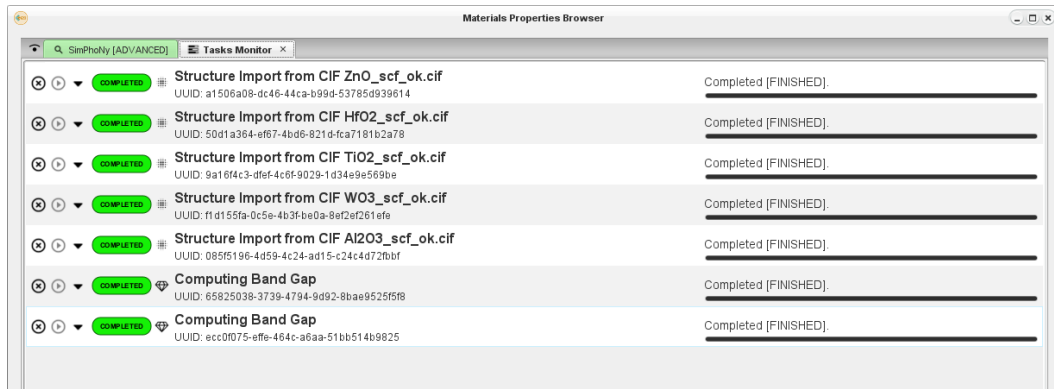 Materials Properties Browser
SimPhoNy [ADVANCED]
Tasks Monitor ×
COMPLETED
Structure Import from CIF ZnO_scf_ok.cif
UUID: a1506a08-dc46-44ca-b99d-53785d939614
Completed [FINISHED].
COMPLETED
Structure Import from CIF HfO2_scf_ok.cif
UUID: 50d1a364-ef67-4bd6-821d-fca7181b2a78
Completed [FINISHED].
COMPLETED
Structure Import from CIF TiO2_scf_ok.cif
UUID: 9a16f4c3-dfef-4c6f-9029-1d34e9e569be
Completed [FINISHED].
COMPLETED
Structure Import from CIF WO3_scf_ok.cif
UUID: f1d155fa-0c5e-4b3f-be0a-8ef2ef261efe
Completed [FINISHED].
COMPLETED
Structure Import from CIF Al2O3_scf_ok.cif
UUID: 085f5196-4d59-4c24-ad15-c24c4d72fbbf
Completed [FINISHED].
COMPLETED
Computing Band Gap
UUID: 65825038-3739-4794-9d92-8bae9525f5f8
Completed [FINISHED].
COMPLETED
Computing Band Gap
UUID: ecc0f075-effe-464c-a6aa-51bb514b9825
Completed [FINISHED].